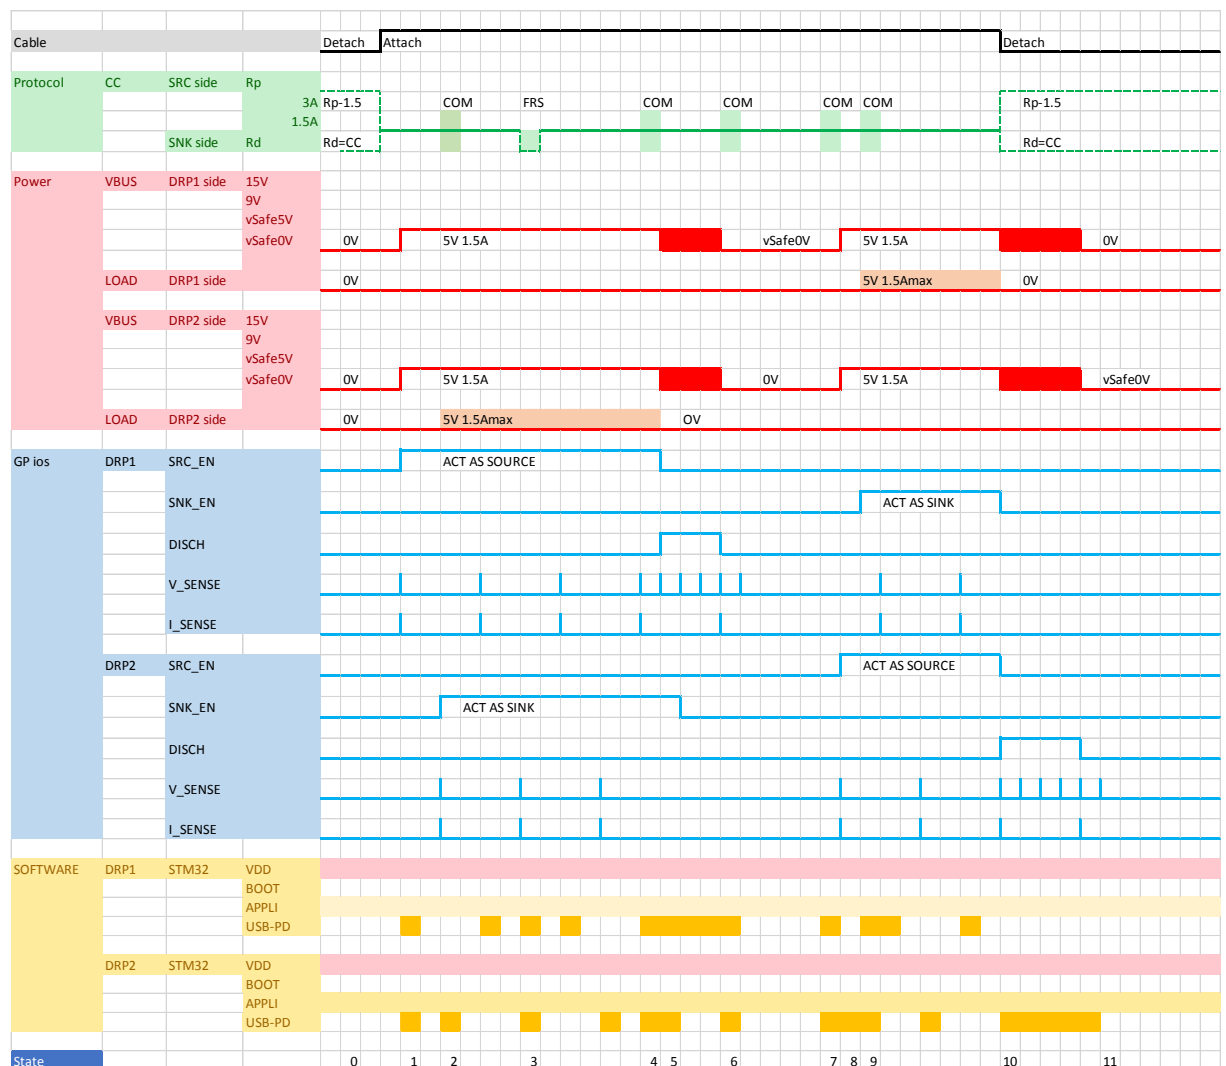 Cable Detach Attach Detach
Protocol CC SRC side Rp
3A Rp-1.5 COM FRS COM COM COM COM Rp-1.5
1.5A
SNK side Rd Rd=CC Rd=CC
Power VBUS DRP1 side 15V
9V
vSafe5V
vSafe0V 0V 5V 1.5A vSafe0V 5V 1.5A 0V
LOAD DRP1 side 0V 5V 1.5Amax 0V
VBUS DRP2 side 15V
9V
vSafe5V
vSafe0V 0V 5V 1.5A 0V 5V 1.5A vSafe0V
LOAD DRP2 side 0V 5V 1.5Amax OV
GP ios DRP1 SRC_EN ACT AS SOURCE
SNK_EN ACT AS SINK
DISCH
V_SENSE
I_SENSE
DRP2 SRC_EN ACT AS SOURCE
SNK_EN ACT AS SINK
DISCH
V_SENSE
I_SENSE
SOFTWARE DRP1 STM32 VDD
BOOT
APPLI
USB-PD
DRP2 STM32 VDD
BOOT
APPLI
USB-PD
State 0 1 2 3 4 5 6 7 8 9 10 11